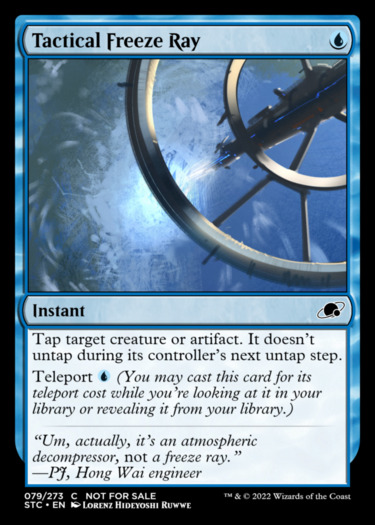 Tactical Freeze Ray
Instant
Tap target creature or artifact. It doesn’t
untap during its controller’s next untap step.
Teleport (You may cast this card for its
teleport cost while you’re looking at it in your
library or revealing it from your library.)
“Um, actually, it’s an atmospheric
decompressor, not a freeze ray.”
—PJ, Hong Wai engineer
079/273 C NOT FOR SALE
STC • EN Lorenz Hideyoshi Ruwwe
™ & © 2022 Wizards of the Coast